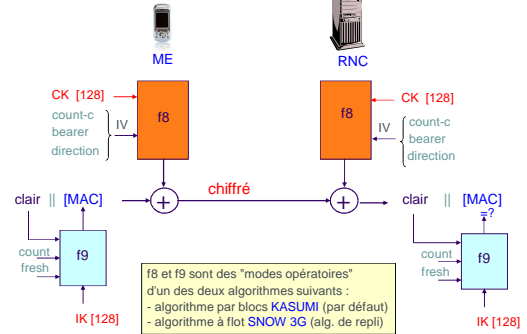 ME
RNC
CK [128]
count-c
bearer
direction
IV
f8
f8
CK [128]
IV
count-c
bearer
direction
chiffré
clair || [MAC]
+
+
clair || [MAC]
=?
count
fresh
f9
IK [128]
f8 et f9 sont des "modes opératoires"
d'un des deux algorithmes suivants :
- algorithme par blocs KASUMI (par défaut)
- algorithme à flot SNOW 3G (alg. de repli)
count
fresh
f9
IK [128]